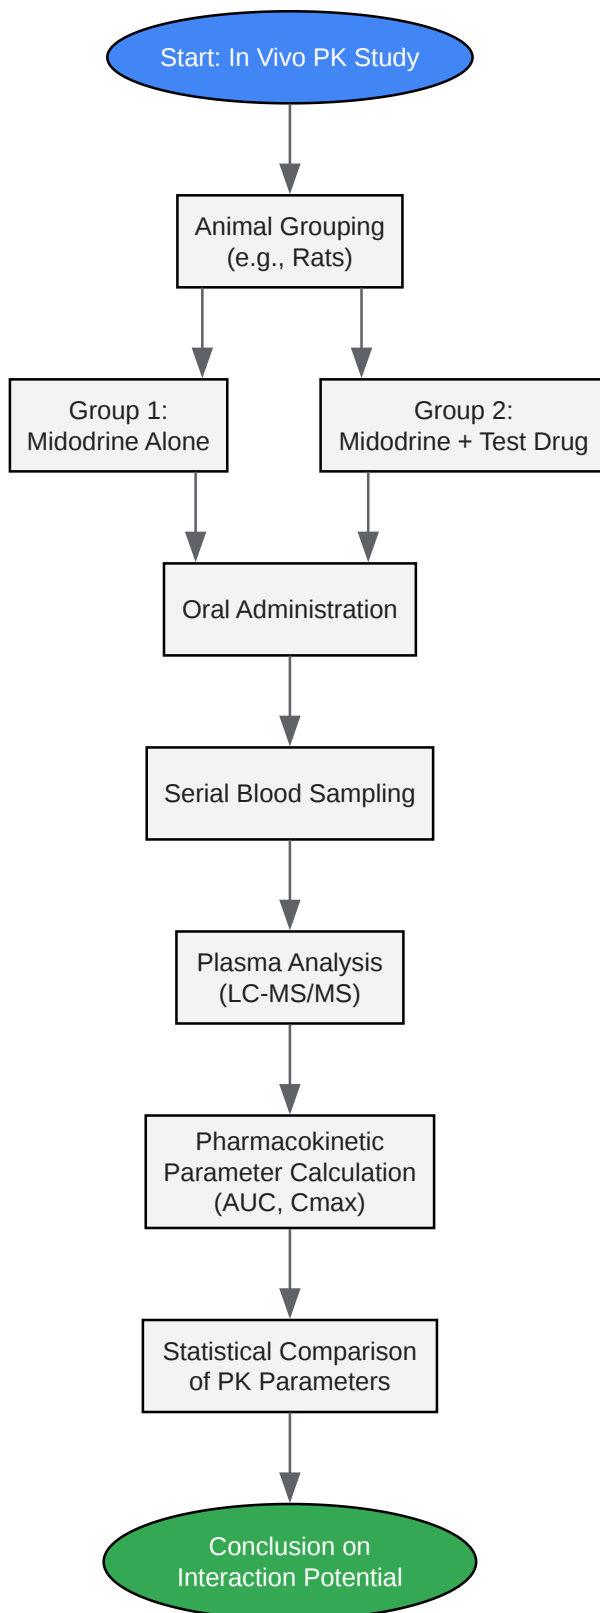 Start: In Vivo PK Study
Animal Grouping
(e.g., Rats)
Group 1:
Midodrine Alone
Group 2:
Midodrine + Test Drug
Oral Administration
Serial Blood Sampling
Plasma Analysis
(LC-MS/MS)
Pharmacokinetic
Parameter Calculation
(AUC, Cmax)
Statistical Comparison
of PK Parameters
Conclusion on
Interaction Potential